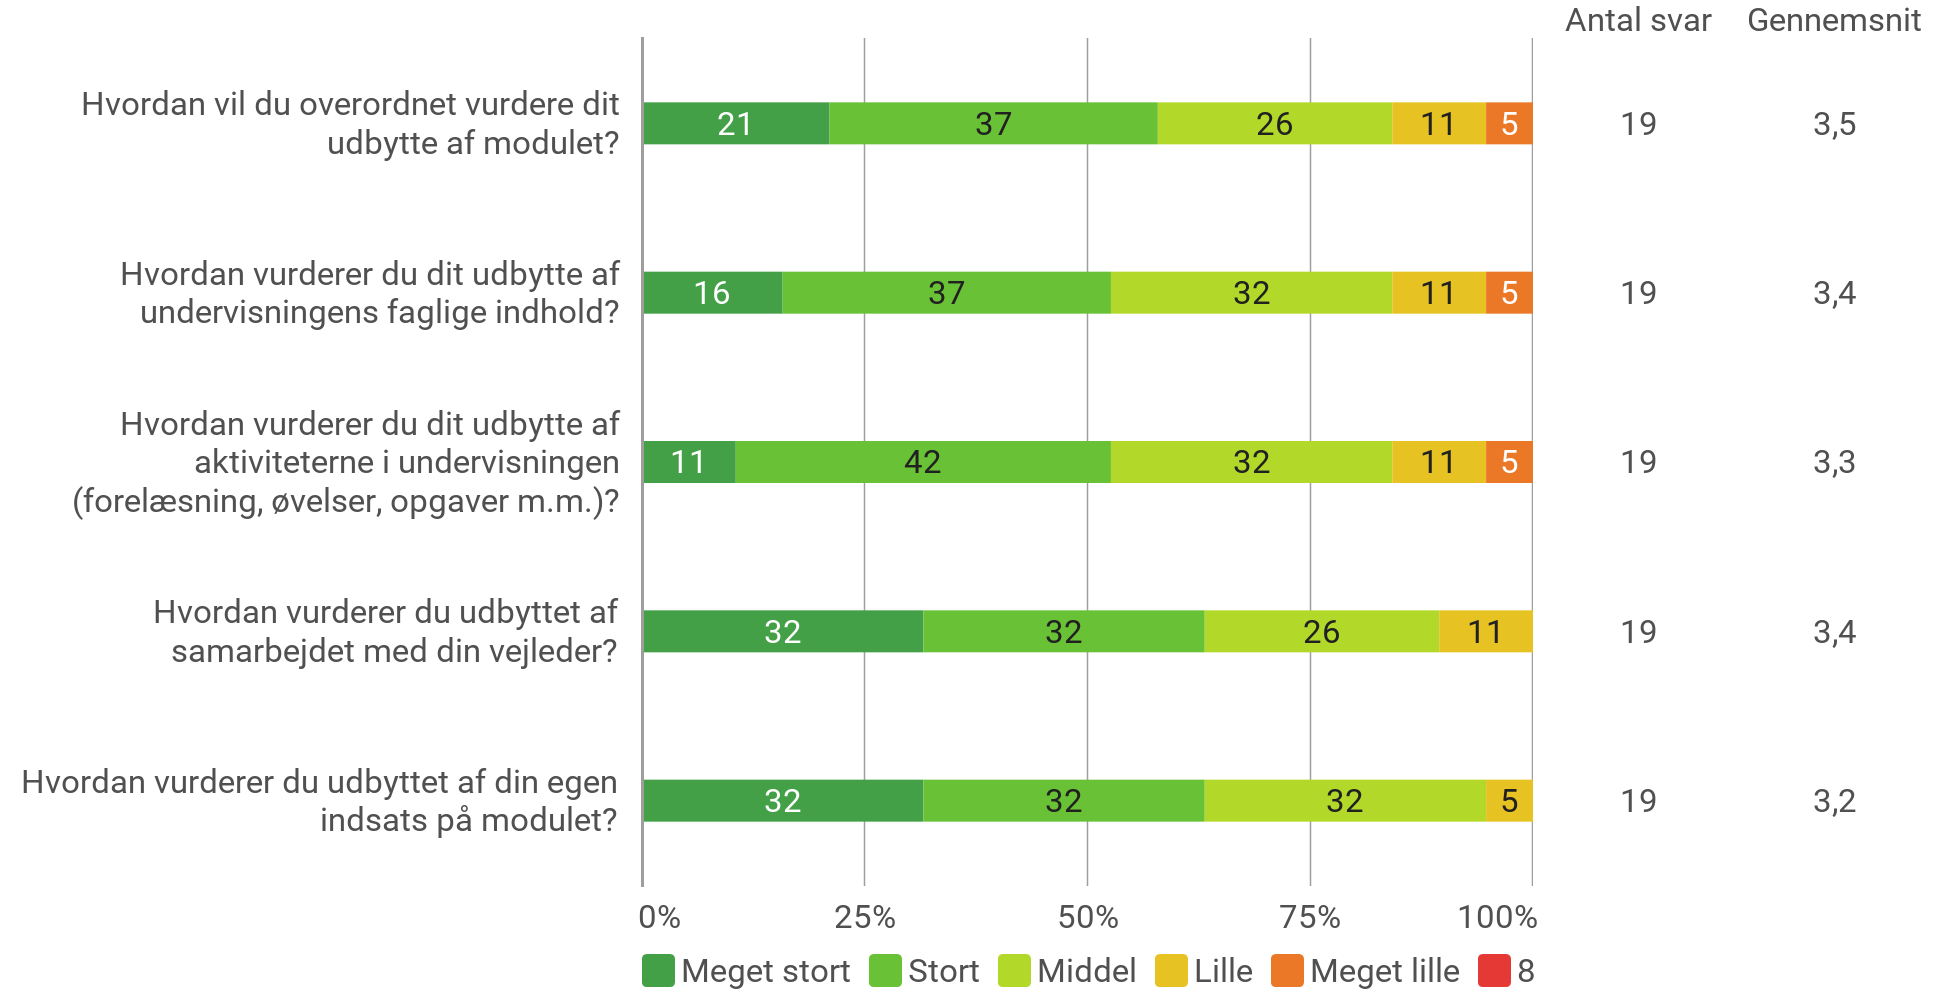 Antal svar Gennemsnit
Hvordan vil du overordnet vurdere dit
udbytte af modulet?
21 37 26 11 5 19 3,5
Hvordan vurderer du dit udbytte af
undervisningens faglige indhold?
16 37 32 11 5 19 3,4
Hvordan vurderer du dit udbytte af
aktiviteterne i undervisningen
(forelæsning, øvelser, opgaver m.m.)?
11 42 32 11 5 19 3,3
Hvordan vurderer du udbyttet af
samarbejdet med din vejleder?
32 32 26 11 19 3,4
Hvordan vurderer du udbyttet af din egen
indsats på modulet?
32 32 32 5 19 3,2
0% 25% 50% 75% 100%
Meget stort Stort Middel Lille Meget lille 8